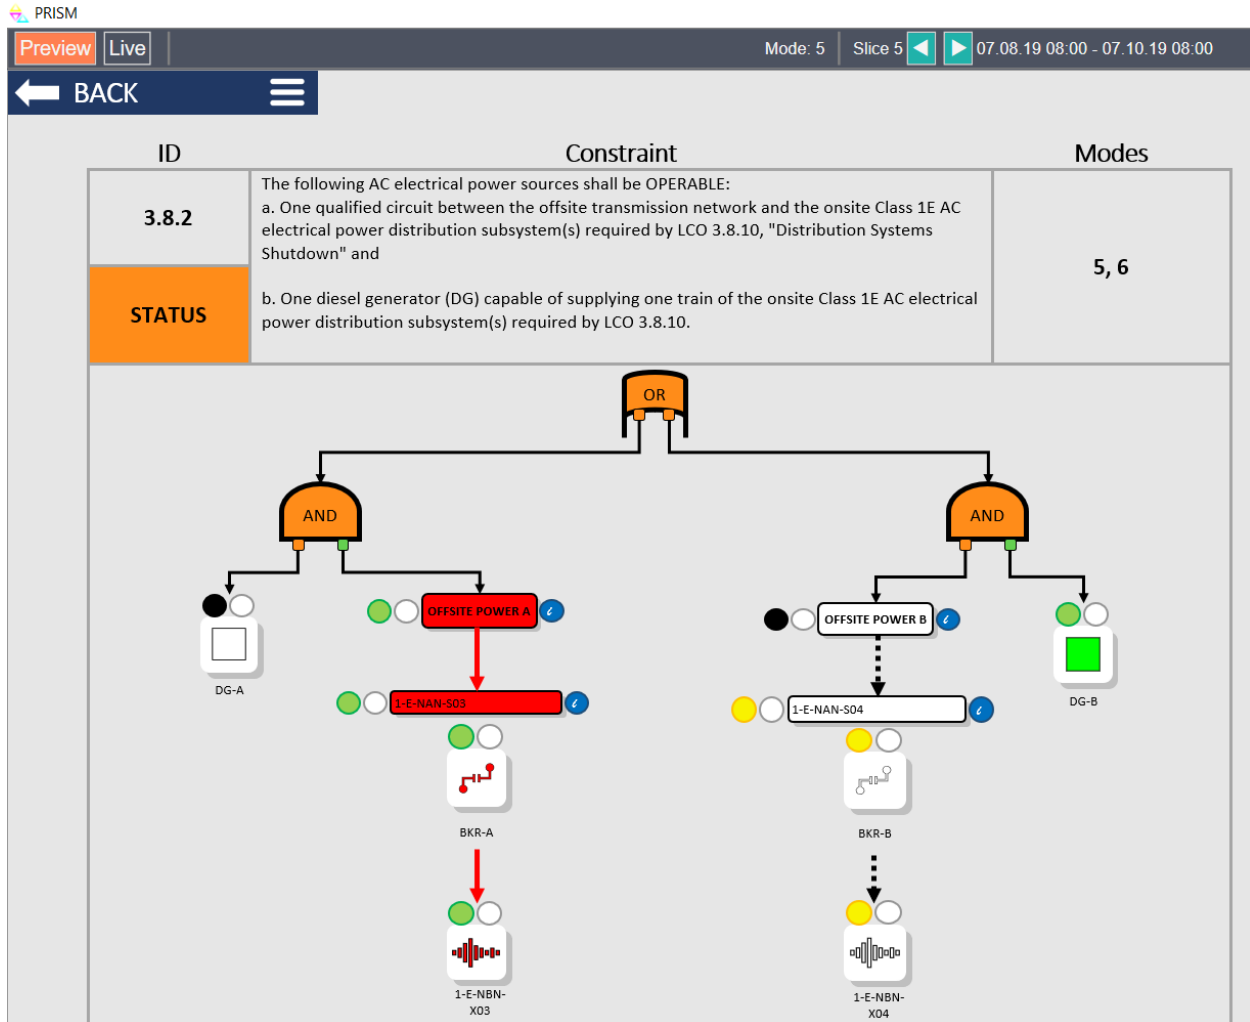 PRISM
Preview Live Mode: 5 Slice 5 07.08.19 08:00 - 07.10.19 08:00
BACK
ID Constraint Modes
3.8.2
STATUS
The following AC electrical power sources shall be OPERABLE:
a. One qualified circuit between the offsite transmission network and the onsite Class 1E AC
electrical power distribution subsystem(s) required by LCO 3.8.10, "Distribution Systems
Shutdown" and
b. One diesel generator (DG) capable of supplying one train of the onsite Class 1E AC electrical
power distribution subsystem(s) required by LCO 3.8.10.
5, 6
OR
AND
AND
OFFSITE POWER A i
OFFSITE POWER B i
DG-A
DG-B
1-E-NAN-S03 i
1-E-NAN-S04 i
BKR-A
BKR-B
1-E-NBN-
X03
1-E-NBN-
X04